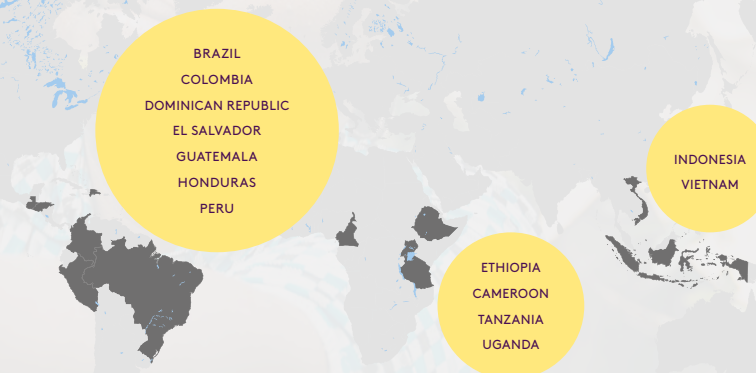 BRAZIL
COLOMBIA
DOMINICAN REPUBLIC
EL SALVADOR
GUATEMALA
HONDURAS
PERU
INDONESIA
VIETNAM
ETHIOPIA
CAMEROON
TANZANIA
UGANDA